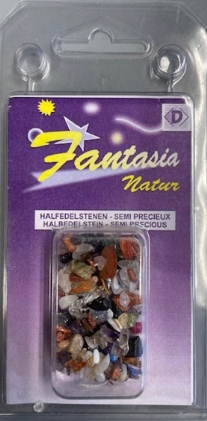 D
Fantasia
Natur
HALFEDELSTENEN - SEMI PRECIEUX
HALBEDELSTEIN - SEMI PRECIOUS